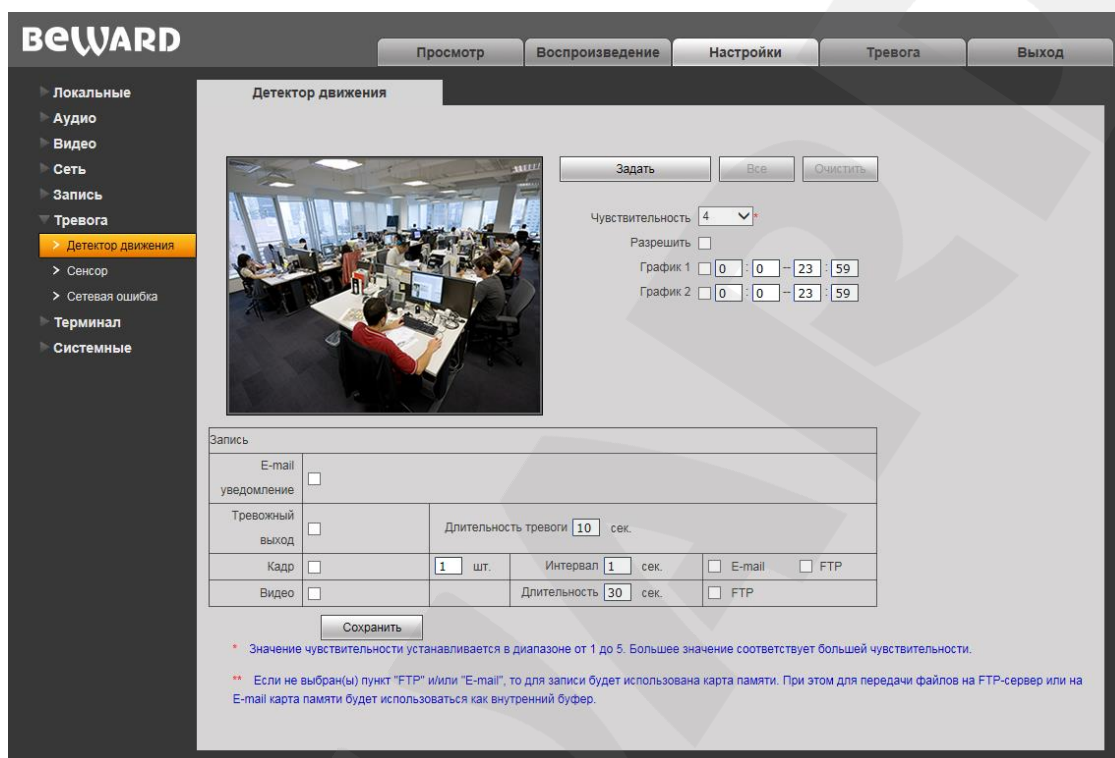 BEWARD
Просмотр Воспроизведение Настройки Тревога Выход
Локальные
Аудио
Видео
Сеть
Запись
Тревога
> Детектор движения
> Сенсор
> Сетевая ошибка
Терминал
Системные
Детектор движения
Задать Все Очистить
Чувствительность 4 *
Разрешить
График 1 0 : 0 -- 23 : 59
График 2 0 : 0 -- 23 : 59
Запись
E-mail
уведомление
Тревожный
выход
Длительность тревоги 10 сек.
Кадр 1 шт. Интервал 1 сек. E-mail FTP
Видео Длительность 30 сек. FTP
Сохранить
* Значение чувствительности устанавливается в диапазоне от 1 до 5. Большее значение соответствует большей чувствительности.
** Если не выбран(ы) пункт "FTP" и/или "E-mail", то для записи будет использована карта памяти. При этом для передачи файлов на FTP-сервер или на
E-mail карта памяти будет использоваться как внутренний буфер.